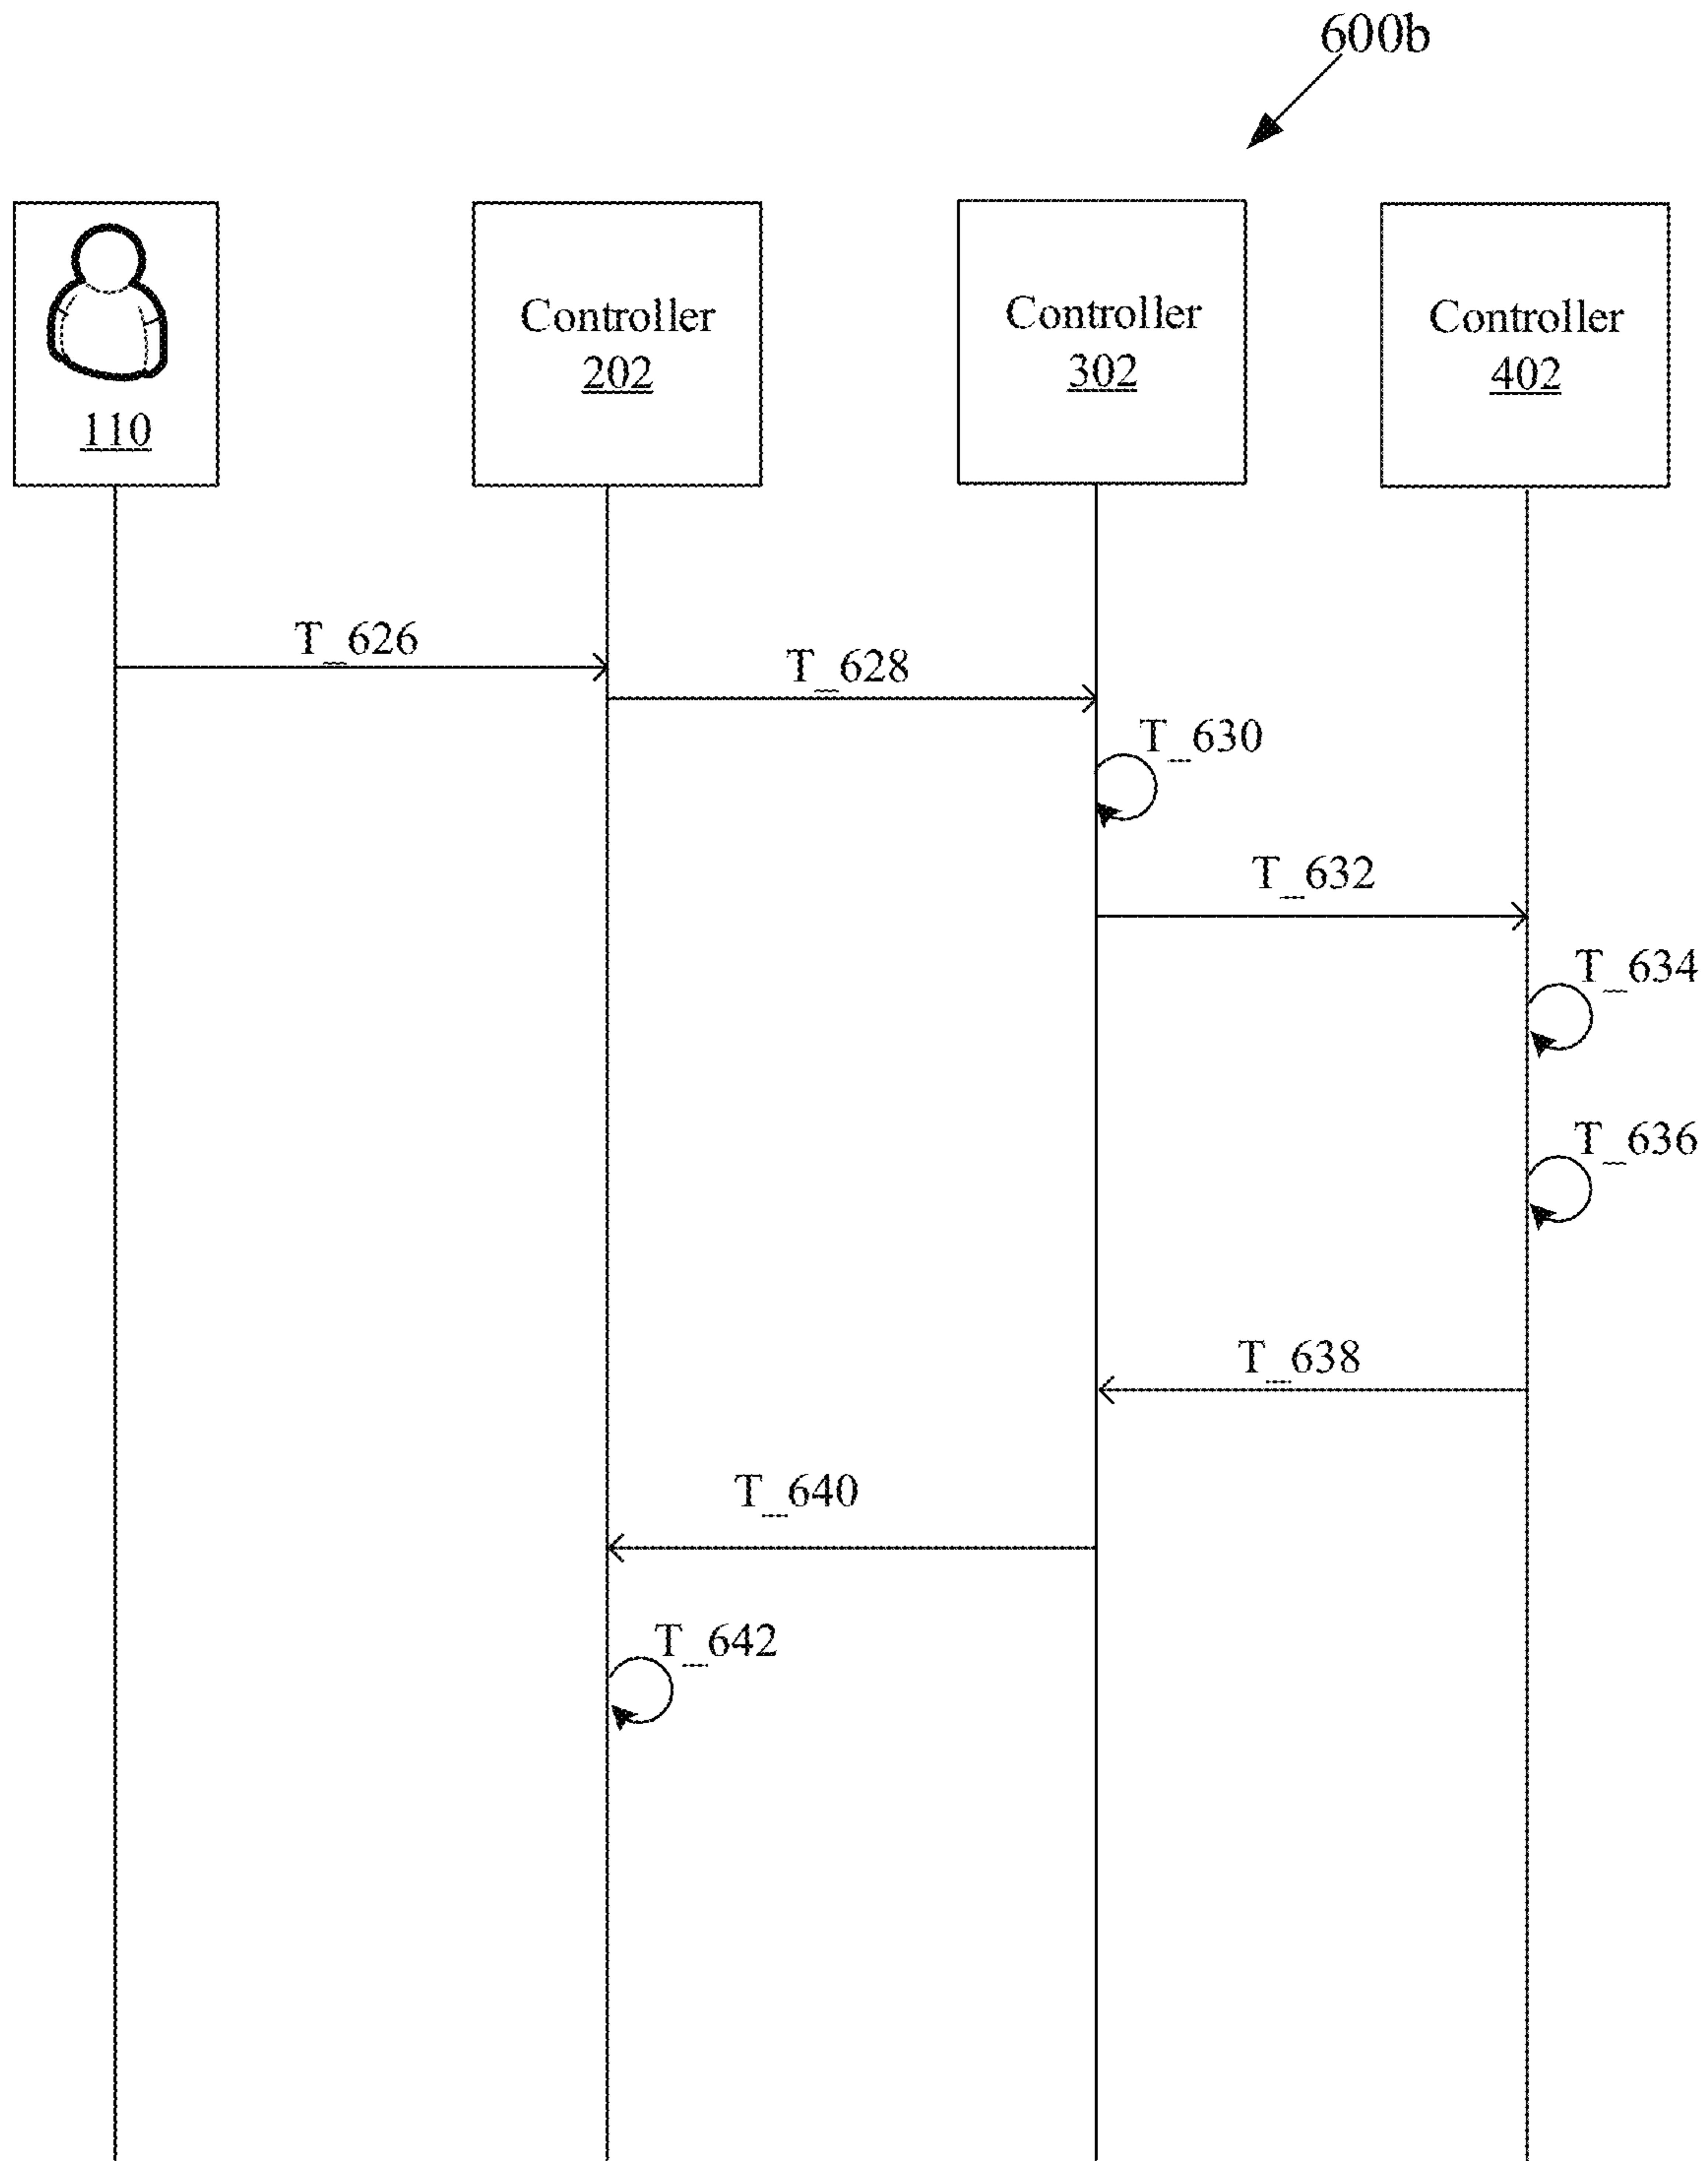 600b
110
Controller
202
Controller
302
Controller
402
T_626
T_628
T_630
T_632
T_634
T_636
T_638
T_640
T_642